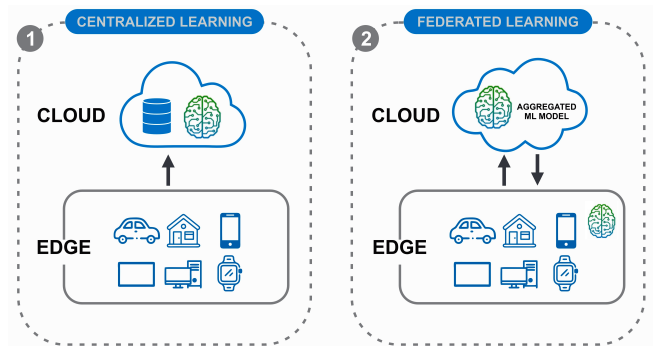 1
CENTRALIZED LEARNING
CLOUD
EDGE
2
FEDERATED LEARNING
CLOUD
AGGREGATED
ML MODEL
EDGE